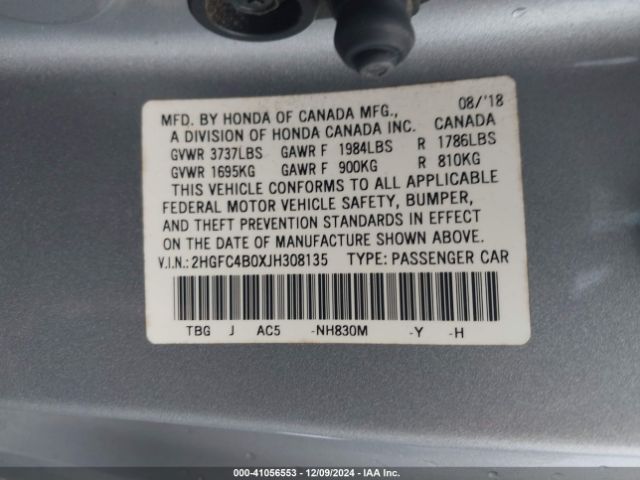 MFD. BY HONDA OF CANADA MFG., 08/'18
A DIVISION OF HONDA CANADA INC. CANADA
GVWR 3737LBS GAWR F 1984LBS R 1786LBS
GVWR 1695KG GAWR F 900KG R 810KG
THIS VEHICLE CONFORMS TO ALL APPLICABLE
FEDERAL MOTOR VEHICLE SAFETY, BUMPER,
AND THEFT PREVENTION STANDARDS IN EFFECT
ON THE DATE OF MANUFACTURE SHOWN ABOVE.
V.I.N.: 2HGFC4B0XJH308135 TYPE: PASSENGER CAR
TBG J AC5 -NH830M -Y -H
000-41056553 - 12/09/2024 - IAA Inc.